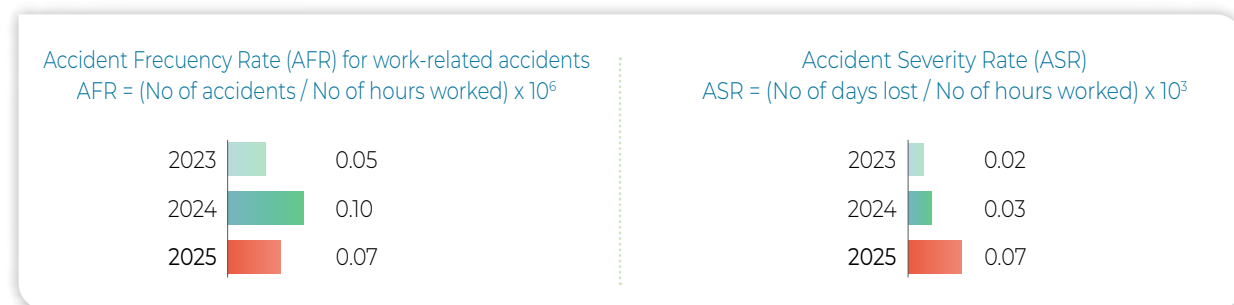 Accident Frecuency Rate (AFR) for work-related accidents
AFR = (No of accidents / No of hours worked) x 10⁶
2023 0.05
2024 0.10
2025 0.07
Accident Severity Rate (ASR)
ASR = (No of days lost / No of hours worked) x 10³
2023 0.02
2024 0.03
2025 0.07